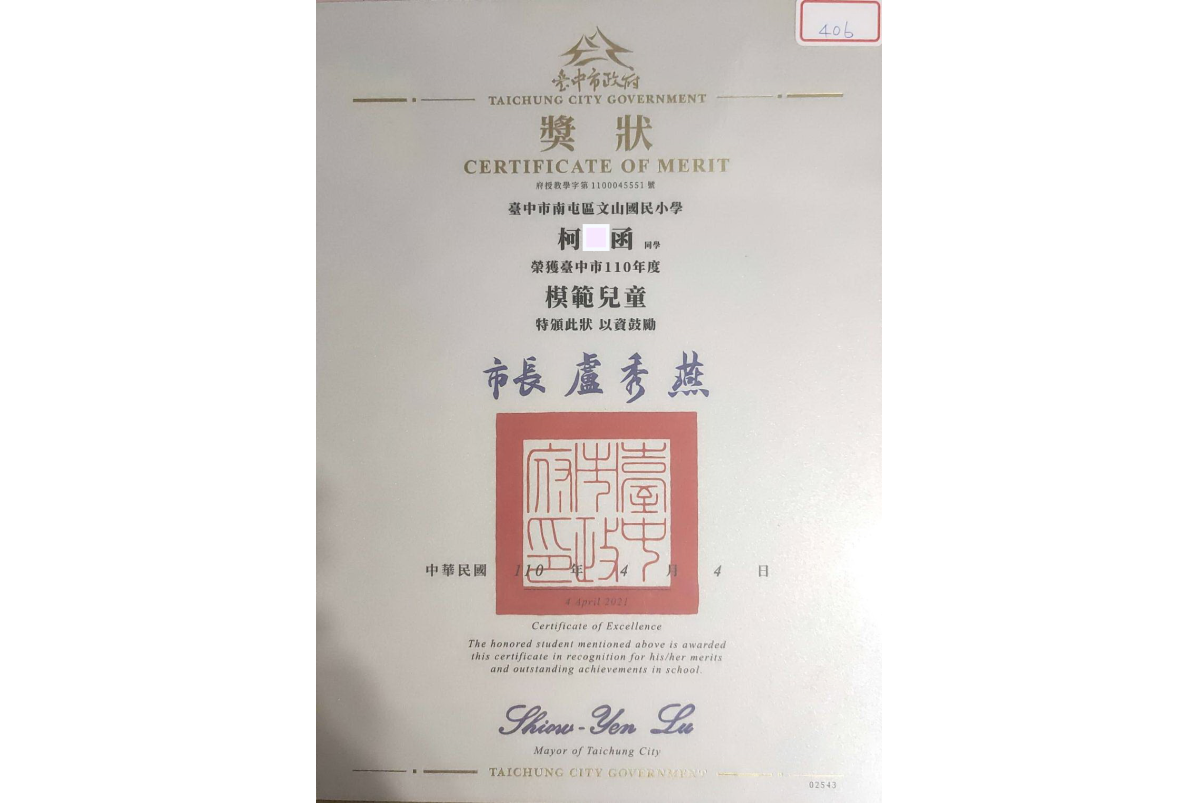 406
臺中市政府
TAICHUNG CITY GOVERNMENT
獎 狀
CERTIFICATE OF MERIT
府授教學字第1100045551號
臺中市南屯區文山國民小學
柯 函 同學
榮獲臺中市110年度
模範兒童
特頒此狀 以資鼓勵
市長 盧秀燕
臺中市政府印
中華民國 110 年 4 月 4 日
4 April 2021
Certificate of Excellence
The honored student mentioned above is awarded
this certificate in recognition for his/her merits
and outstanding achievements in school.
Shiow-Yen Lu
Mayor of Taichung City
TAICHUNG CITY GOVERNMENT
02543